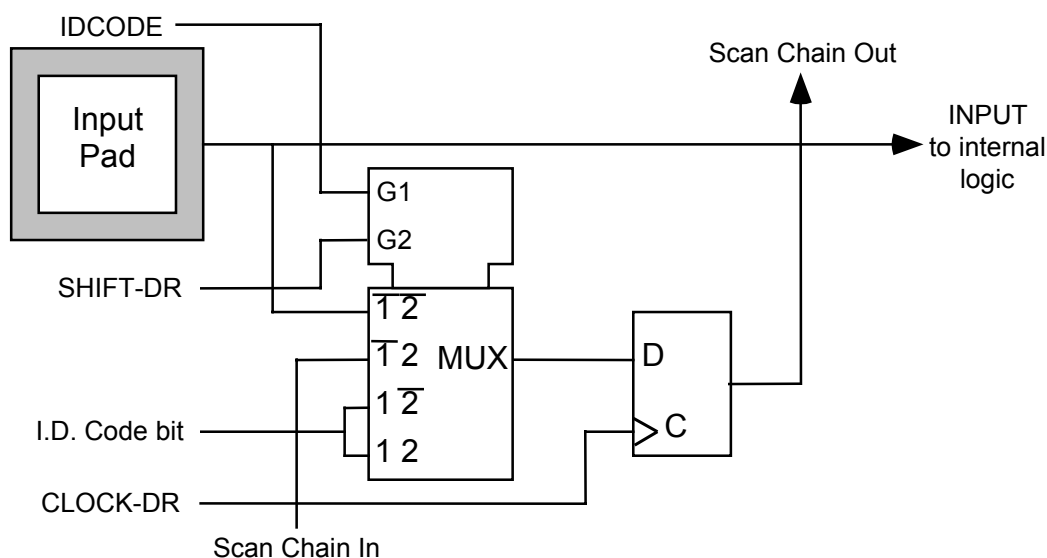 IDCODE
Scan Chain Out
Input
Pad
INPUT
to internal
logic
G1
G2
SHIFT-DR
1̅ 2̅
1̅ 2
MUX
D
1 2̅
I.D. Code bit
C
1 2
CLOCK-DR
Scan Chain In